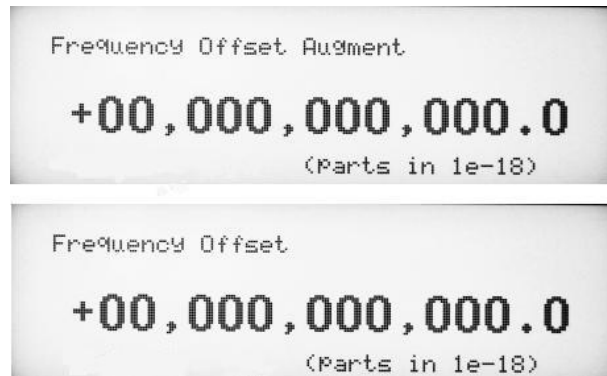 Frequency Offset Augment
+00,000,000,000.0
(Parts in 1e-18)
Frequency Offset
+00,000,000,000.0
(Parts in 1e-18)